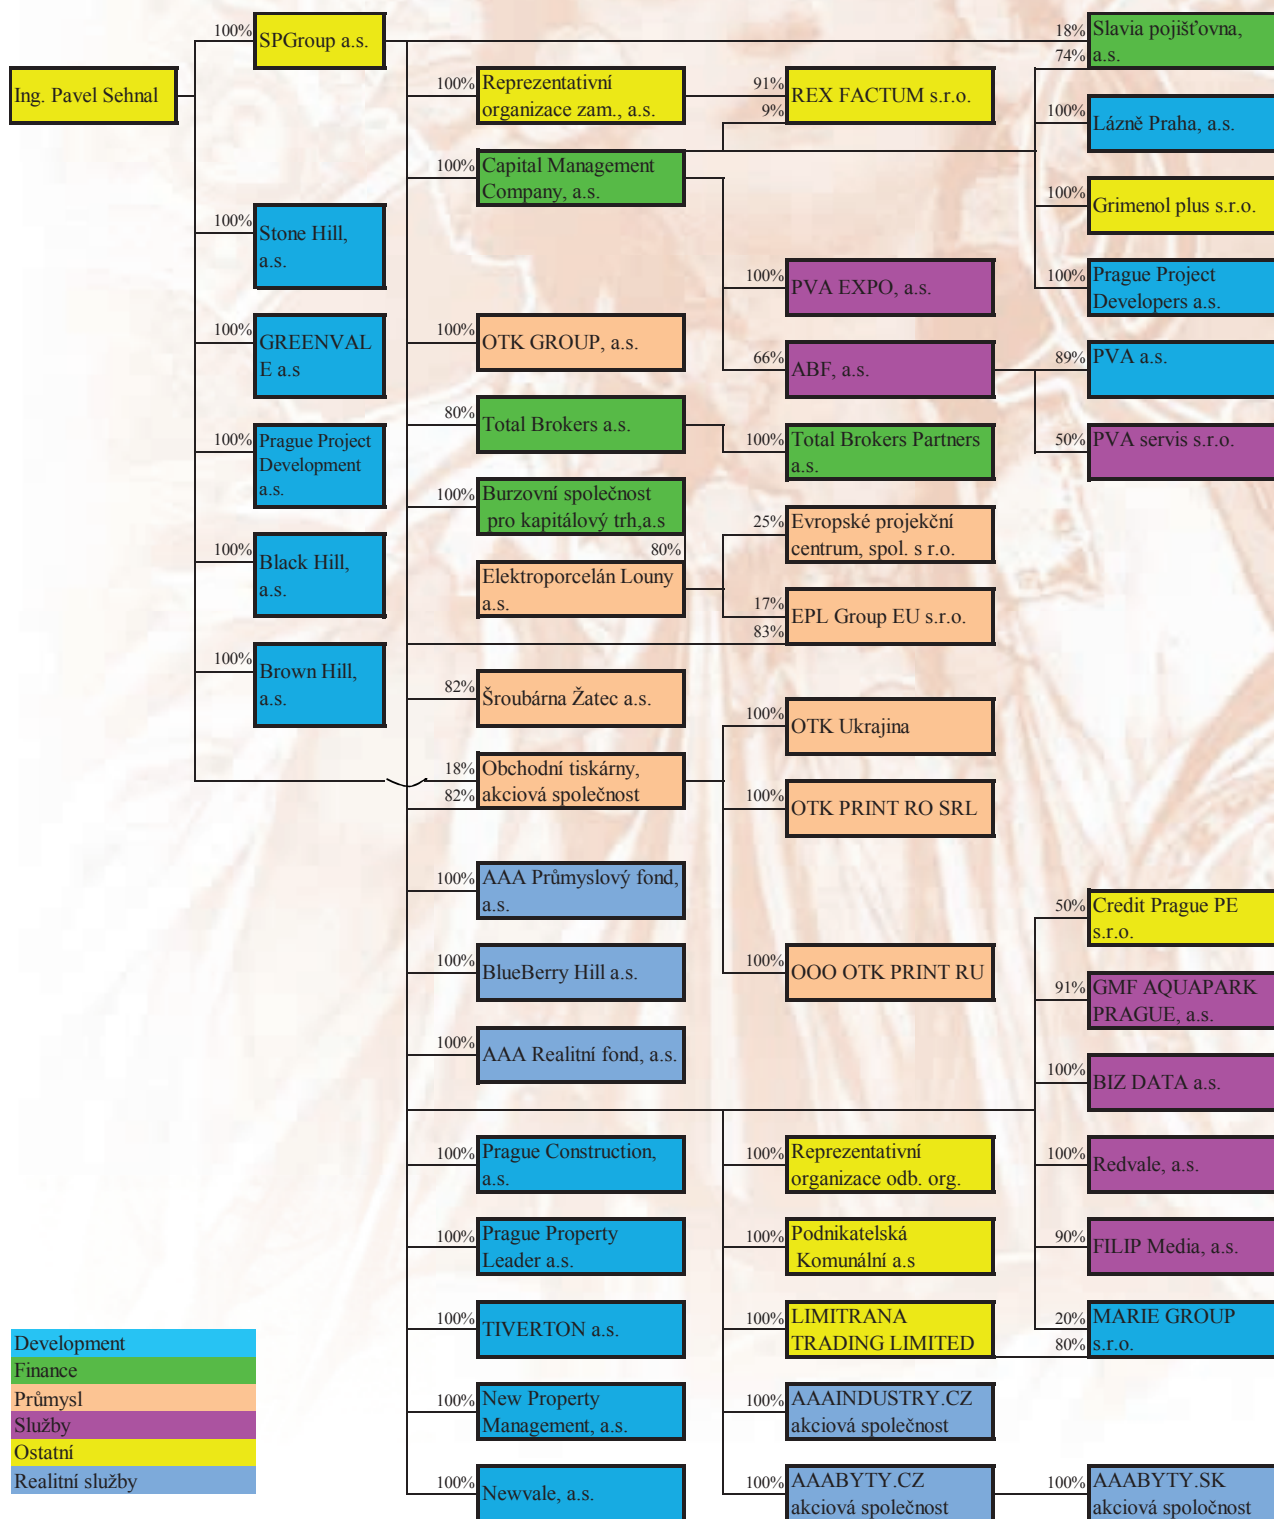 Ing. Pavel Sehnal
100%
SPGroup a.s.
100%
Stone Hill,
a.s.
100%
GREENVAL
E a.s
100%
Prague Project
Development
a.s.
100%
Black Hill,
a.s.
100%
Brown Hill,
a.s.
100%
Reprezentativní
organizace zam., a.s.
100%
Capital Management
Company, a.s.
100%
OTK GROUP, a.s.
80%
Total Brokers a.s.
100%
Burzovní společnost
pro kapitálový trh,a.s
80%
Elektroporcelán Louny
a.s.
82%
Šroubárna Žatec a.s.
18%
82%
Obchodní tiskárny,
akciová společnost
100%
AAA Průmyslový fond,
a.s.
100%
BlueBerry Hill a.s.
100%
AAA Realitní fond, a.s.
100%
Prague Construction,
a.s.
100%
Prague Property
Leader a.s.
100%
TIVERTON a.s.
100%
New Property
Management, a.s.
100%
Newvale, a.s.
91%
9%
REX FACTUM s.r.o.
100%
PVA EXPO, a.s.
66%
ABF, a.s.
100%
Total Brokers Partners
a.s.
25%
Evropské projekční
centrum, spol. s r.o.
17%
83%
EPL Group EU s.r.o.
100%
OTK Ukrajina
100%
OTK PRINT RO SRL
100%
OOO OTK PRINT RU
100%
Reprezentativní
organizace odb. org.
100%
Podnikatelská
Komunální a.s
100%
LIMITRANA
TRADING LIMITED
100%
AAAINDUSTRY.CZ
akciová společnost
100%
AAABYTY.CZ
akciová společnost
18%
74%
Slavia pojišťovna,
a.s.
100%
Lázně Praha, a.s.
100%
Grimenol plus s.r.o.
100%
Prague Project
Developers a.s.
89%
PVA a.s.
50%
PVA servis s.r.o.
50%
Credit Prague PE
s.r.o.
91%
GMF AQUAPARK
PRAGUE, a.s.
100%
BIZ DATA a.s.
100%
Redvale, a.s.
90%
FILIP Media, a.s.
20%
80%
MARIE GROUP
s.r.o.
100%
AAABYTY.SK
akciová spoločnost
Development
Finance
Průmysl
Služby
Ostatní
Realitní služby